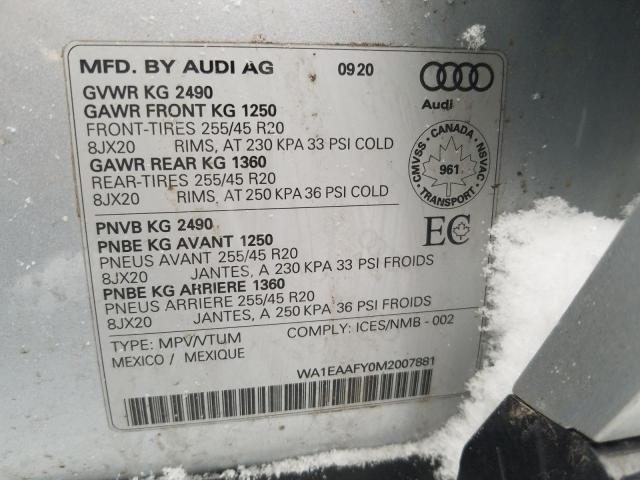 MFD. BY AUDI AG 0920
Audi
GVWR KG 2490
GAWR FRONT KG 1250
FRONT-TIRES 255/45 R20
8JX20 RIMS, AT 230 KPA 33 PSI COLD
GAWR REAR KG 1360
REAR-TIRES 255/45 R20
8JX20 RIMS, AT 250 KPA 36 PSI COLD
CMVSS - CANADA - NSVAC
961
TRANSPORT
PNVB KG 2490
PNBE KG AVANT 1250
PNEUS AVANT 255/45 R20
8JX20 JANTES, A 230 KPA 33 PSI FROIDS
PNBE KG ARRIERE 1360
PNEUS ARRIERE 255/45 R20
8JX20 JANTES, A 250 KPA 36 PSI FROIDS
EC
TYPE: MPV/VTUM COMPLY: ICES/NMB - 002
MEXICO / MEXIQUE
WA1EAAFY0M2007881